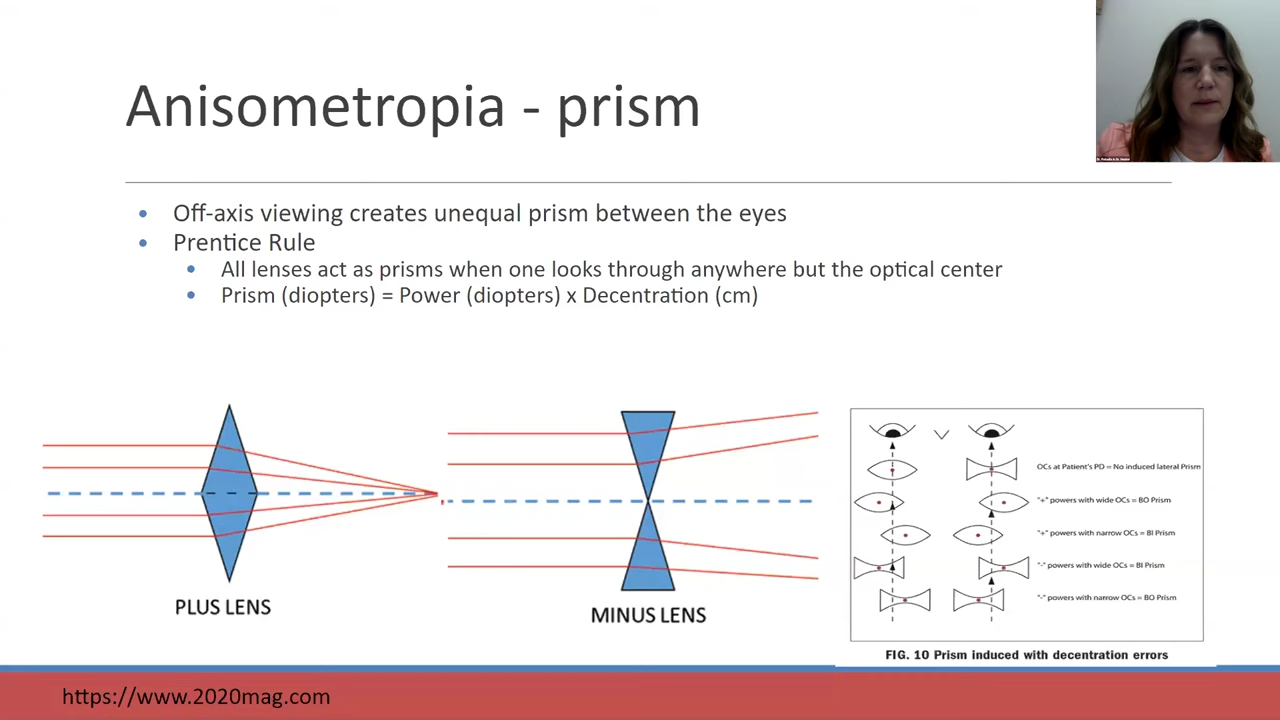 Anisometropia - prism
Off-axis viewing creates unequal prism between the eyes
Prentice Rule
All lenses act as prisms when one looks through anywhere but the optical center
Prism (diopters) = Power (diopters) x Decentration (cm)
PLUS LENS
MINUS LENS
OCs at Patient's PD = No induced lateral Prism
"+" powers with wide OCs = BO Prism
"+" powers with narrow OCs = BI Prism
"-" powers with wide OCs = BI Prism
"-" powers with narrow OCs = BO Prism
FIG. 10 Prism induced with decentration errors
https://www.2020mag.com